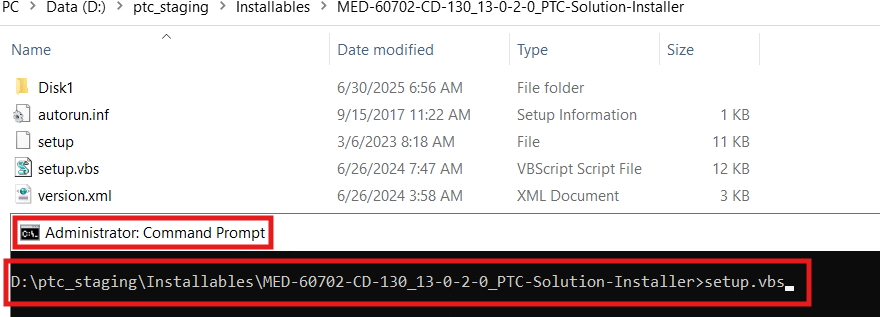 PC > Data (D:) > ptc_staging > Installables > MED-60702-CD-130_13-0-2-0_PTC-Solution-Installer
Name Date modified Type Size
Disk1 6/30/2025 6:56 AM File folder
autorun.inf 9/15/2017 11:22 AM Setup Information 1 KB
setup 3/6/2023 8:18 AM File 11 KB
setup.vbs 6/26/2024 7:47 AM VBScript Script File 12 KB
version.xml 6/26/2024 3:58 AM XML Document 3 KB
Administrator: Command Prompt
D:\ptc_staging\Installables\MED-60702-CD-130_13-0-2-0_PTC-Solution-Installer>setup.vbs